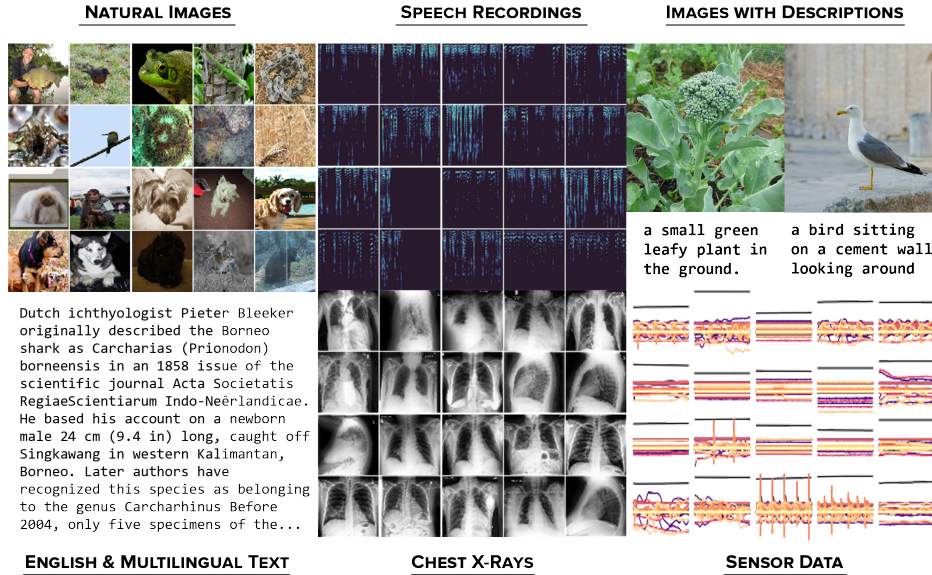 NATURAL IMAGES
SPEECH RECORDINGS
IMAGES WITH DESCRIPTIONS
a small green
leafy plant in
the ground.
a bird sitting
on a cement wall
looking around
Dutch ichthyologist Pieter Bleeker
originally described the Borneo
shark as Carcharias (Prionodon)
borneensis in an 1858 issue of the
scientific journal Acta Societatis
RegiaeScientiarum Indo-Neêrlandicae.
He based his account on a newborn
male 24 cm (9.4 in) long, caught off
Singkawang in western Kalimantan,
Borneo. Later authors have
recognized this species as belonging
to the genus Carcharhinus Before
2004, only five specimens of the...
ENGLISH & MULTILINGUAL TEXT
CHEST X-RAYS
SENSOR DATA